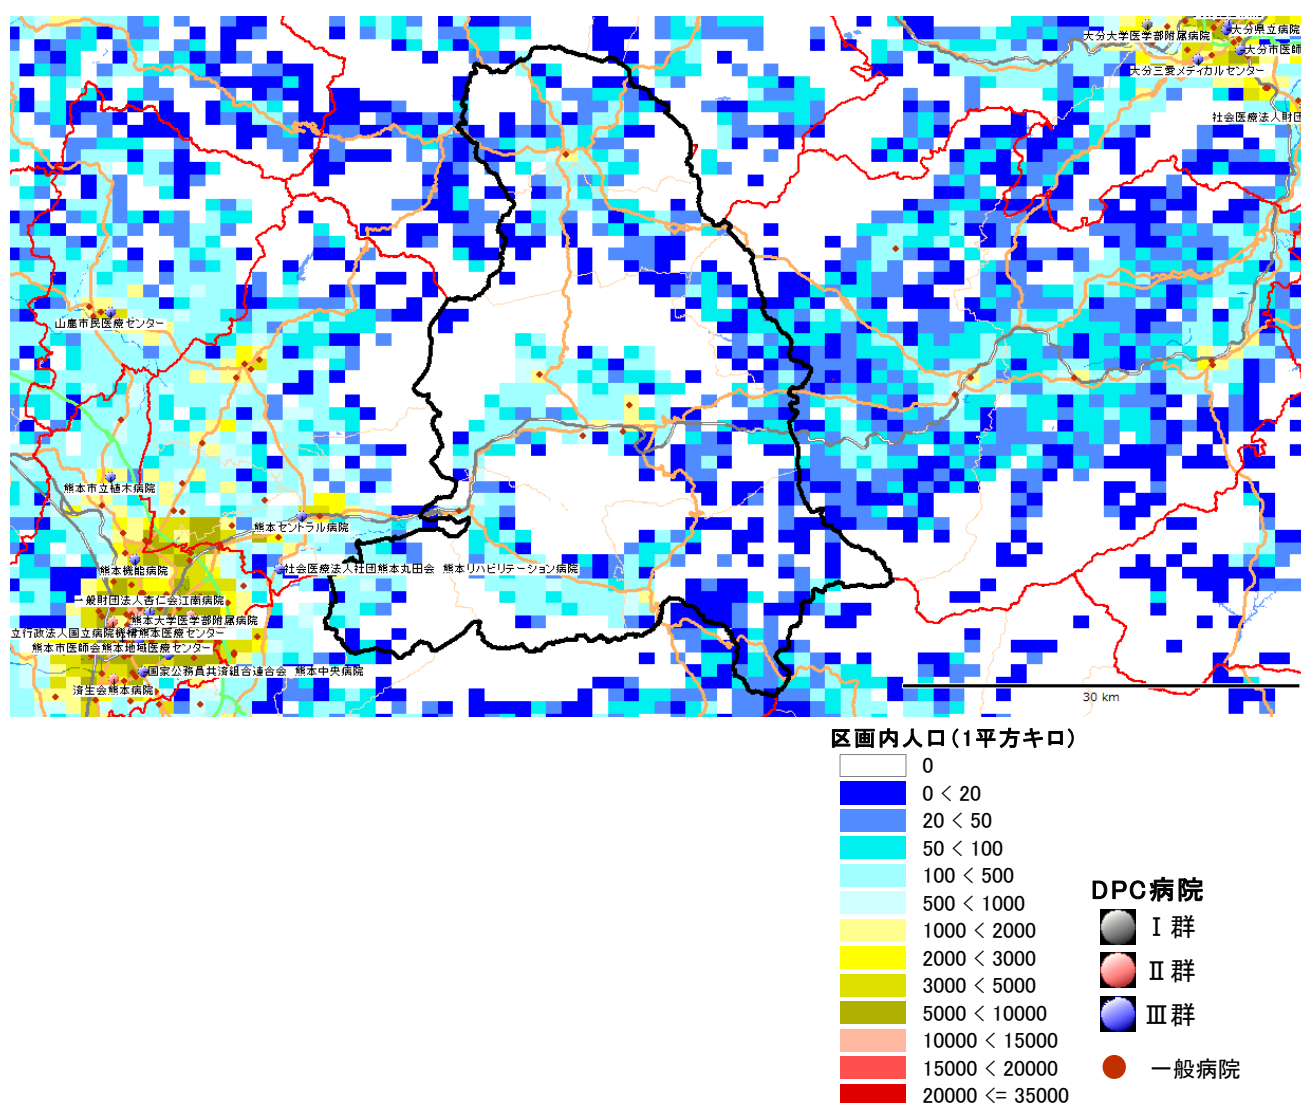 大分大学医学部附属病院
大分県立病院
大分市医師
大分三愛メディカルセンター
社会医療法人財団
山鹿市民医療センター
熊本市立植木病院
熊本セントラル病院
熊本機能病院
社会医療法人社団熊本丸田会 熊本リハビリテーション病院
一般財団法人杏仁会江南病院
熊本大学医学部附属病院
立行政法人国立病院機構熊本医療センター
熊本市医師会熊本地域医療センター
国家公務員共済組合連合会 熊本中央病院
済生会熊本病院
30 km
区画内人口(1平方キロ)
0
0 < 20
20 < 50
50 < 100
100 < 500
500 < 1000
1000 < 2000
2000 < 3000
3000 < 5000
5000 < 10000
10000 < 15000
15000 < 20000
20000 <= 35000
DPC病院
Ⅰ群
Ⅱ群
Ⅲ群
一般病院